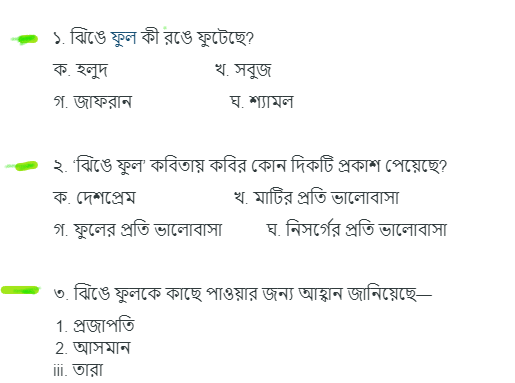 ১. ঝিঙে ফুল কী রঙে ফুটেছে?
ক. হলুদ খ. সবুজ
গ. জাফরান ঘ. শ্যামল
২. ‘ঝিঙে ফুল’ কবিতায় কবির কোন দিকটি প্রকাশ পেয়েছে?
ক. দেশপ্রেম খ. মাটির প্রতি ভালোবাসা
গ. ফুলের প্রতি ভালোবাসা ঘ. নিসর্গের প্রতি ভালোবাসা
৩. ঝিঙে ফুলকে কাছে পাওয়ার জন্য আহ্বান জানিয়েছে—
1. প্রজাপতি
2. আসমান
iii. তারা